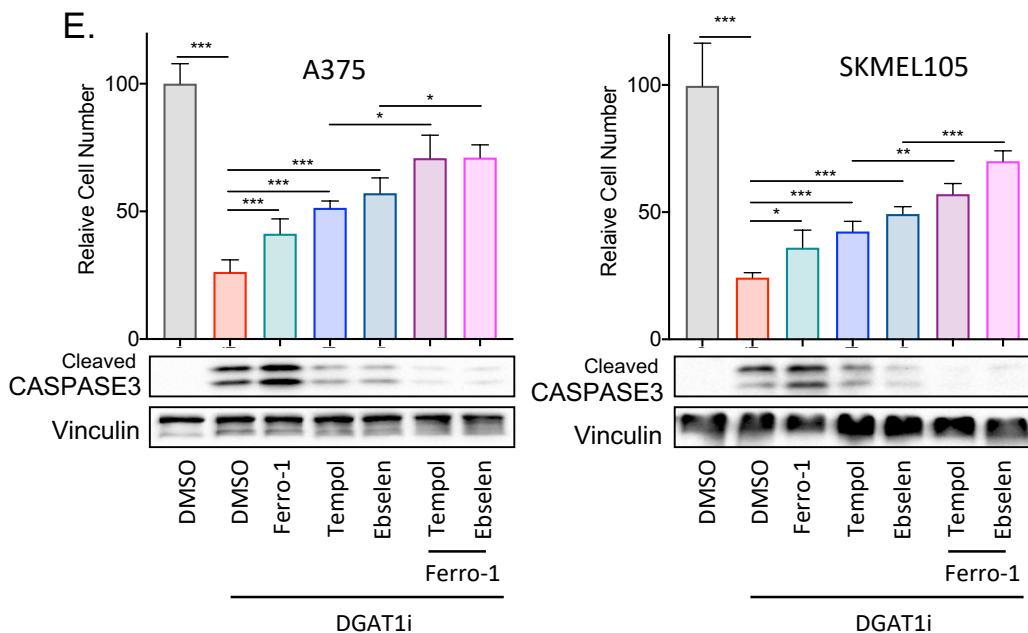 E.
A375
Relaive Cell Number
100
50
0
***
***
***
***
*
*
Cleaved
CASPASE3
Vinculin
DMSO
DMSO
Ferro-1
Tempol
Ebselen
Tempol
Ebselen
Ferro-1
DGAT1i
SKMEL105
Relative Cell Number
100
50
0
***
*
***
***
**
***
Cleaved
CASPASE3
Vinculin
DMSO
DMSO
Ferro-1
Tempol
Ebselen
Tempol
Ebselen
Ferro-1
DGAT1i